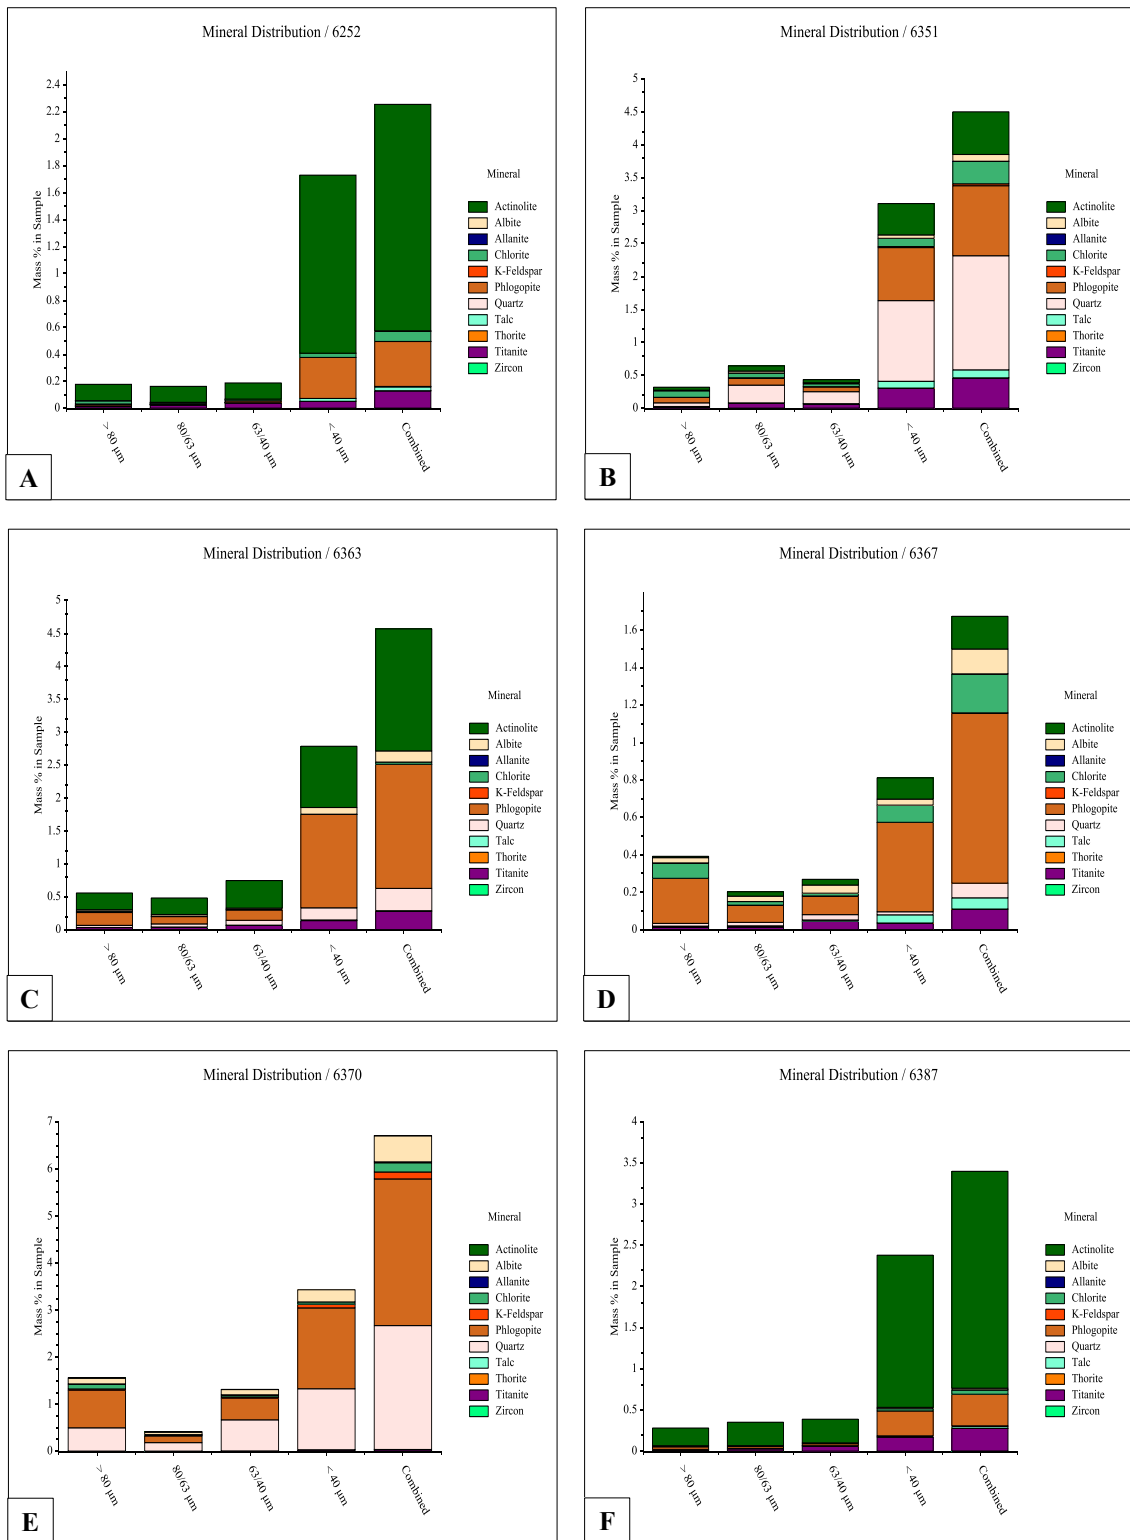 Mineral Distribution / 6252
Mass % in Sample
2.4
2.2
2
1.8
1.6
1.4
1.2
1
0.8
0.6
0.4
0.2
0
> 80 µm
80/63 µm
63/40 µm
< 40 µm
Combined
Mineral
Actinolite
Albite
Allanite
Chlorite
K-Feldspar
Phlogopite
Quartz
Talc
Thorite
Titanite
Zircon
A
Mineral Distribution / 6351
Mass % in Sample
5
4.5
4
3.5
3
2.5
2
1.5
1
0.5
0
> 80 µm
80/63 µm
63/40 µm
< 40 µm
Combined
Mineral
Actinolite
Albite
Allanite
Chlorite
K-Feldspar
Phlogopite
Quartz
Talc
Thorite
Titanite
Zircon
B
Mineral Distribution / 6363
Mass % in Sample
5
4.5
4
3.5
3
2.5
2
1.5
1
0.5
0
> 80 µm
80/63 µm
63/40 µm
< 40 µm
Combined
Mineral
Actinolite
Albite
Allanite
Chlorite
K-Feldspar
Phlogopite
Quartz
Talc
Thorite
Titanite
Zircon
C
Mineral Distribution / 6367
Mass % in Sample
1.6
1.4
1.2
1
0.8
0.6
0.4
0.2
0
> 80 µm
80/63 µm
63/40 µm
< 40 µm
Combined
Mineral
Actinolite
Albite
Allanite
Chlorite
K-Feldspar
Phlogopite
Quartz
Talc
Thorite
Titanite
Zircon
D
Mineral Distribution / 6370
Mass % in Sample
7
6
5
4
3
2
1
0
> 80 µm
80/63 µm
63/40 µm
< 40 µm
Combined
Mineral
Actinolite
Albite
Allanite
Chlorite
K-Feldspar
Phlogopite
Quartz
Talc
Thorite
Titanite
Zircon
E
Mineral Distribution / 6387
Mass % in Sample
4
3.5
3
2.5
2
1.5
1
0.5
0
> 80 µm
80/63 µm
63/40 µm
< 40 µm
Combined
Mineral
Actinolite
Albite
Allanite
Chlorite
K-Feldspar
Phlogopite
Quartz
Talc
Thorite
Titanite
Zircon
F